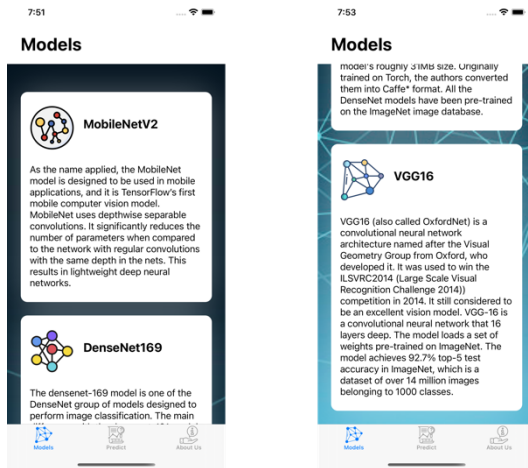 7:51
Models
MobileNetV2
As the name applied, the MobileNet
model is designed to be used in mobile
applications, and it is TensorFlow's first
mobile computer vision model.
MobileNet uses depthwise separable
convolutions. It significantly reduces the
number of parameters when compared
to the network with regular convolutions
with the same depth in the nets. This
results in lightweight deep neural
networks.
DenseNet169
The densenet-169 model is one of the
DenseNet group of models designed to
perform image classification. The main
Models
Predict
About Us
7:53
Models
model's roughly 31MB size. Originally
trained on Torch, the authors converted
them into Caffe* format. All the
DenseNet models have been pre-trained
on the ImageNet image database.
VGG16
VGG16 (also called OxfordNet) is a
convolutional neural network
architecture named after the Visual
Geometry Group from Oxford, who
developed it. It was used to win the
ILSVRC2014 (Large Scale Visual
Recognition Challenge 2014))
competition in 2014. It still considered to
be an excellent vision model. VGG-16 is
a convolutional neural network that 16
layers deep. The model loads a set of
weights pre-trained on ImageNet. The
model achieves 92.7% top-5 test
accuracy in ImageNet, which is a
dataset of over 14 million images
belonging to 1000 classes.
Models
Predict
About Us